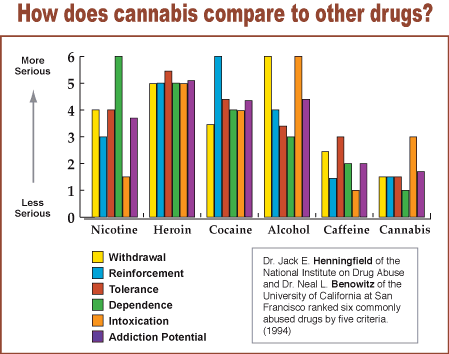 How does cannabis compare to other drugs?
More
Serious
Less
Serious
6
5
4
3
2
1
0
Nicotine Heroin Cocaine Alcohol Caffeine Cannabis
Withdrawal
Reinforcement
Tolerance
Dependence
Intoxication
Addiction Potential
Dr. Jack E. Henningfield of the
National Institute on Drug Abuse
and Dr. Neal L. Benowitz of the
University of California at San
Francisco ranked six commonly
abused drugs by five criteria.
(1994)